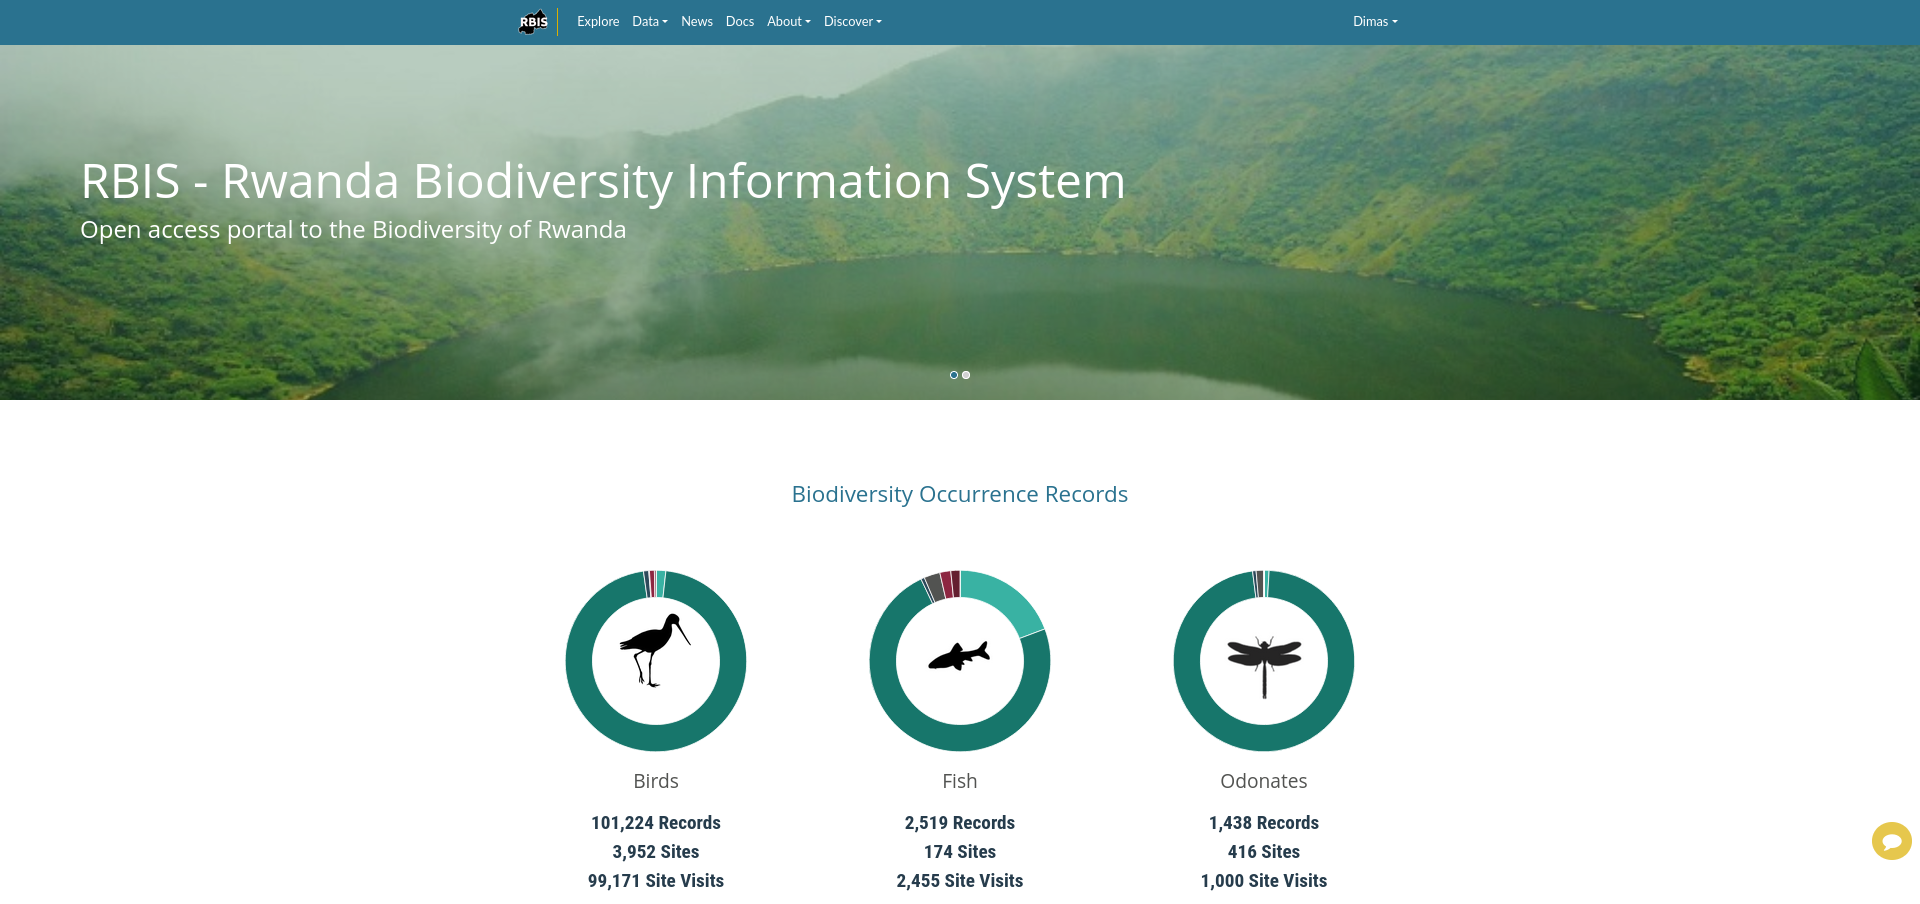 RBIS
Explore Data News Docs About Discover Dimas
RBIS - Rwanda Biodiversity Information System
Open access portal to the Biodiversity of Rwanda
Biodiversity Occurrence Records
Birds
101,224 Records
3,952 Sites
99,171 Site Visits
Fish
2,519 Records
174 Sites
2,455 Site Visits
Odonates
1,438 Records
416 Sites
1,000 Site Visits